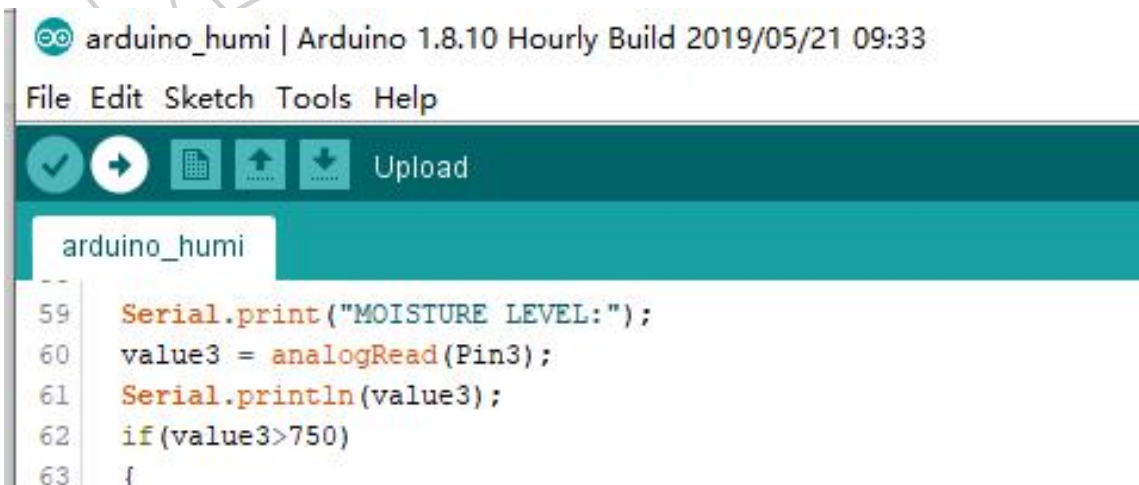 arduino_humi | Arduino 1.8.10 Hourly Build 2019/05/21 09:33
File Edit Sketch Tools Help
Upload
arduino_humi
59 Serial.print("MOISTURE LEVEL:");
60 value3 = analogRead(Pin3);
61 Serial.println(value3);
62 if(value3>750)
63 {